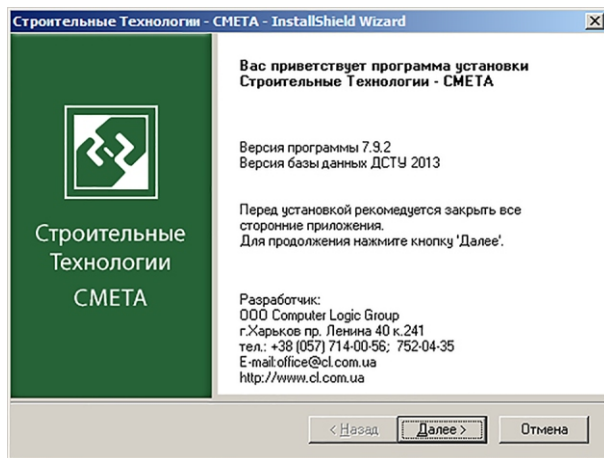 Строительные Технологии - СМЕТА - InstallShield Wizard
Вас приветствует программа установки
Строительные Технологии - СМЕТА
Версия программы 7.9.2
Версия базы данных ДСТУ 2013
Перед установкой рекомедуется закрыть все
сторонние приложения.
Для продолжения нажмите кнопку 'Далее'.
Строительные
Технологии
СМЕТА
Разработчик:
ООО Computer Logic Group
г.Харьков пр. Ленина 40 к.241
тел.: +38 (057) 714-00-56; 752-04-35
E-mail:office@cl.com.ua
http://www.cl.com.ua
< Назад
Далее >
Отмена